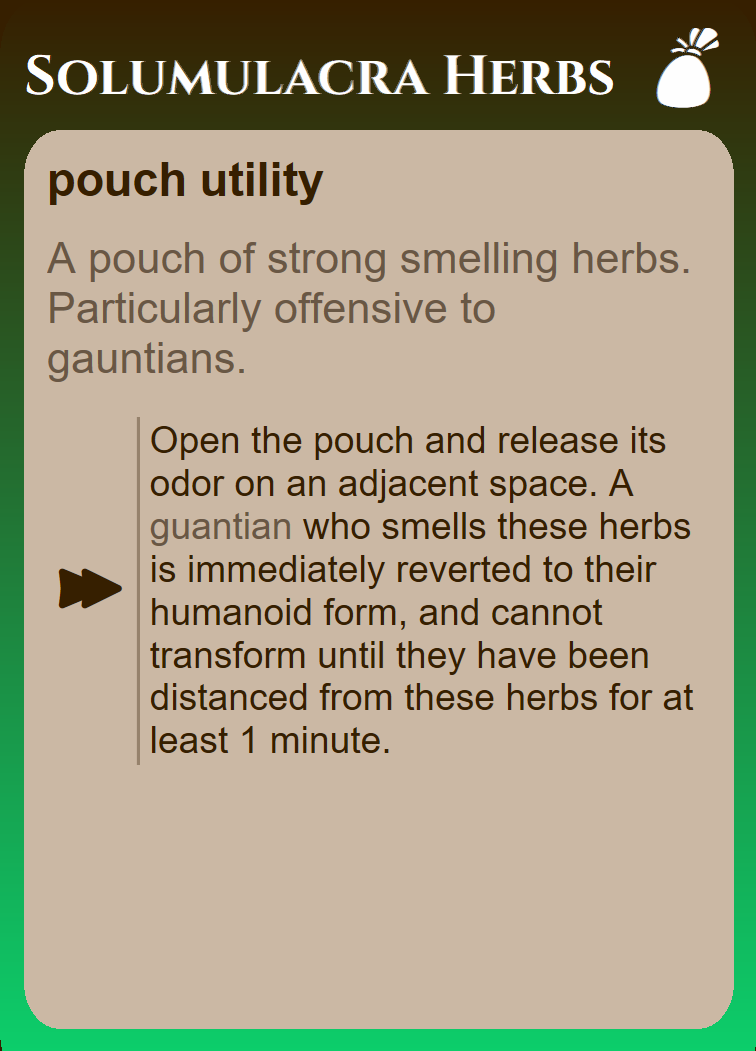 Solumulacra Herbs
pouch utility
A pouch of strong smelling herbs.
Particularly offensive to
gauntians.
Open the pouch and release its
odor on an adjacent space. A
guantian who smells these herbs
is immediately reverted to their
humanoid form, and cannot
transform until they have been
distanced from these herbs for at
least 1 minute.